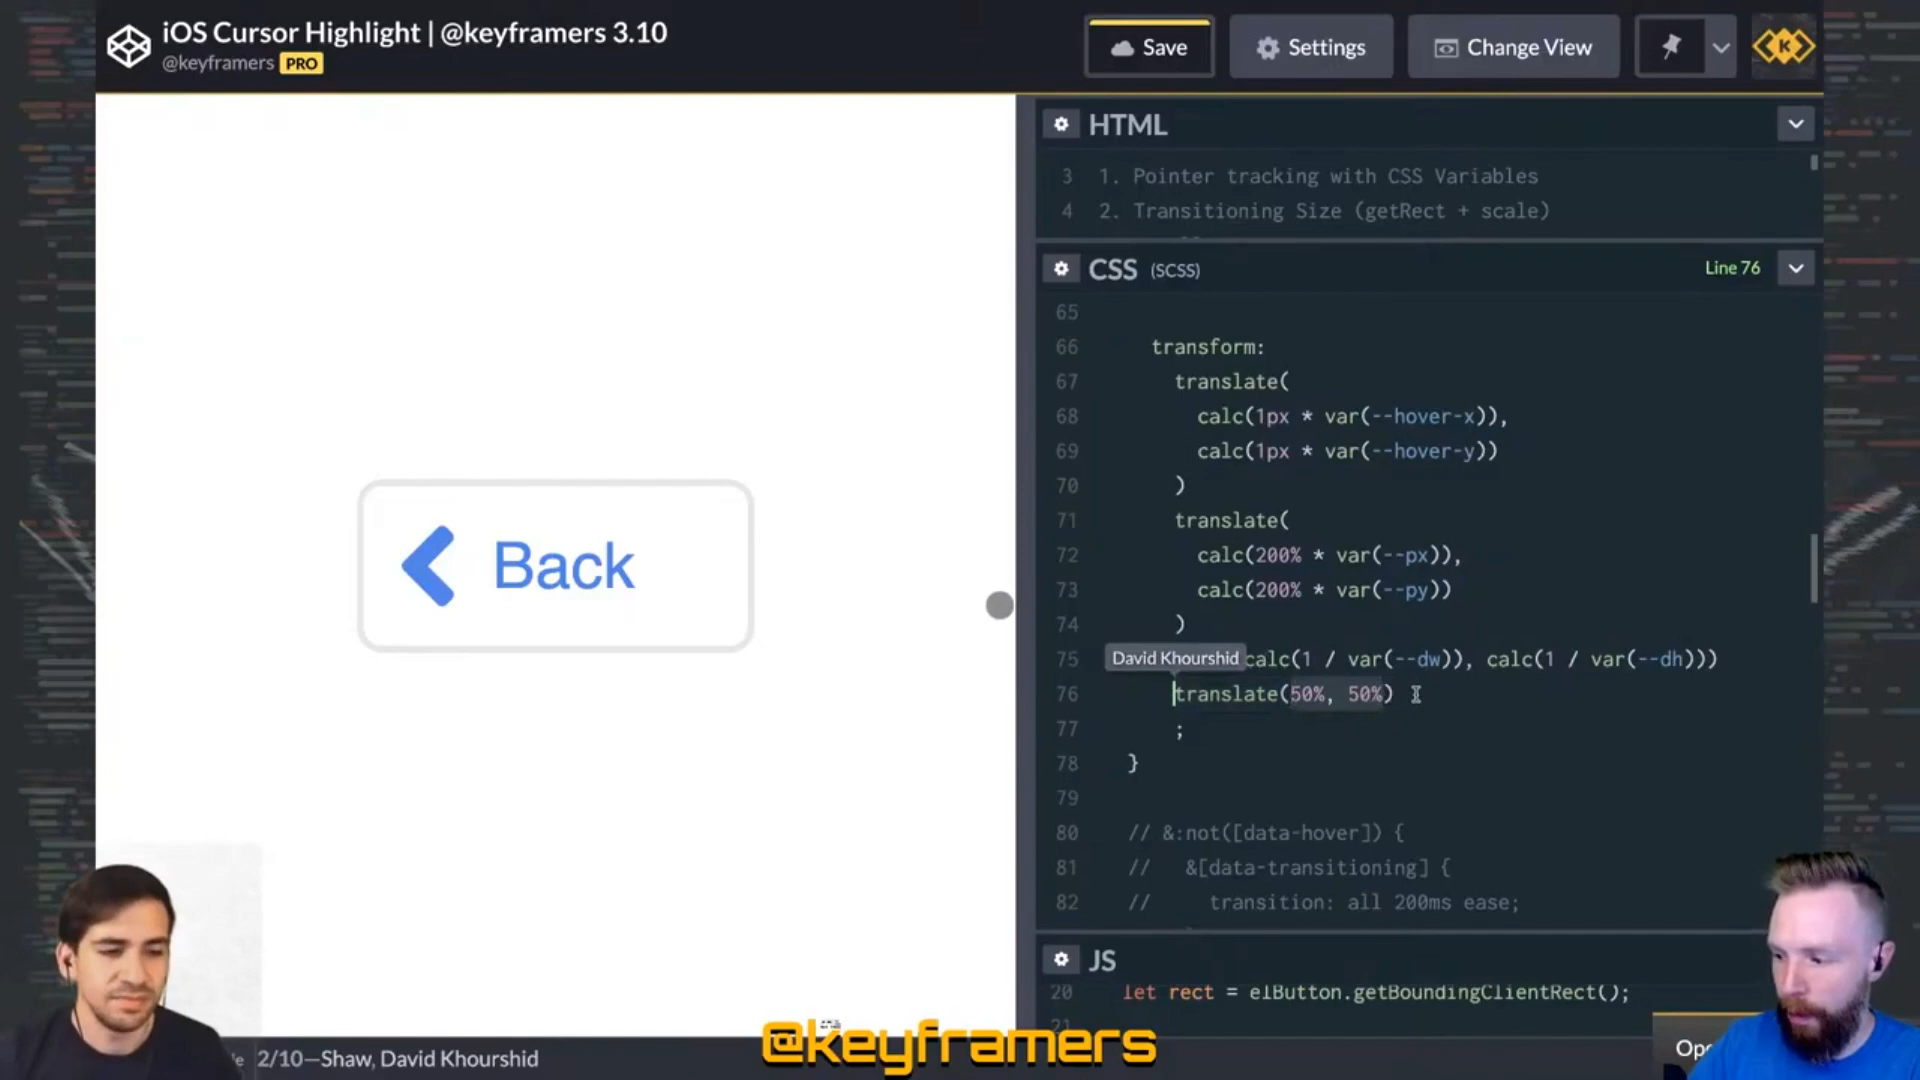 iOS Cursor Highlight | @keyframers 3.10
@keyframers PRO
Save
Settings
Change View
K
HTML
3 1. Pointer tracking with CSS Variables
4 2. Transitioning Size (getRect + scale)
CSS (SCSS)
Line 76
65
66 transform:
67 translate(
68 calc(1px * var(--hover-x)),
69 calc(1px * var(--hover-y))
70 )
71 translate(
72 calc(200% * var(--px)),
73 calc(200% * var(--py))
74 )
David Khourshid
75 calc(1 / var(--dw)), calc(1 / var(--dh)))
76 translate(50%, 50%)
77 ;
78 }
79
80 // &:not([data-hover]) {
81 // &[data-transitioning] {
82 // transition: all 200ms ease;
Back
JS
20 let rect = elButton.getBoundingClientRect();
21
2/10—Shaw, David Khourshid
@keyframers